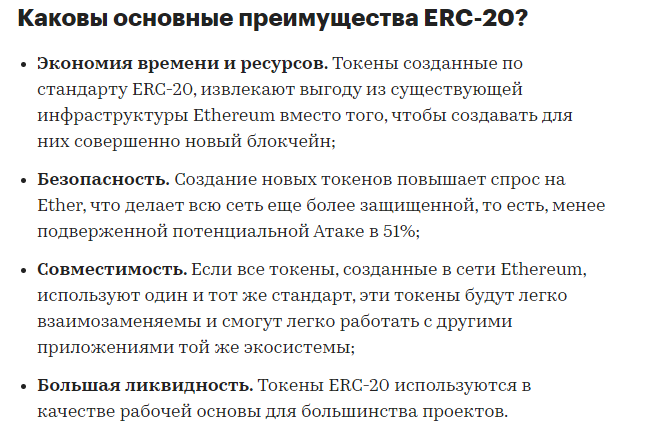 Каковы основные преимущества ERC-20?
• Экономия времени и ресурсов. Токены созданные по
стандарту ERC-20, извлекают выгоду из существующей
инфраструктуры Ethereum вместо того, чтобы создавать для
них совершенно новый блокчейн;
• Безопасность. Создание новых токенов повышает спрос на
Ether, что делает всю сеть еще более защищенной, то есть, менее
подверженной потенциальной Атаке в 51%;
• Совместимость. Если все токены, созданные в сети Ethereum,
используют один и тот же стандарт, эти токены будут легко
взаимозаменяемы и смогут легко работать с другими
приложениями той же экосистемы;
• Большая ликвидность. Токены ERC-20 используются в
качестве рабочей основы для большинства проектов.